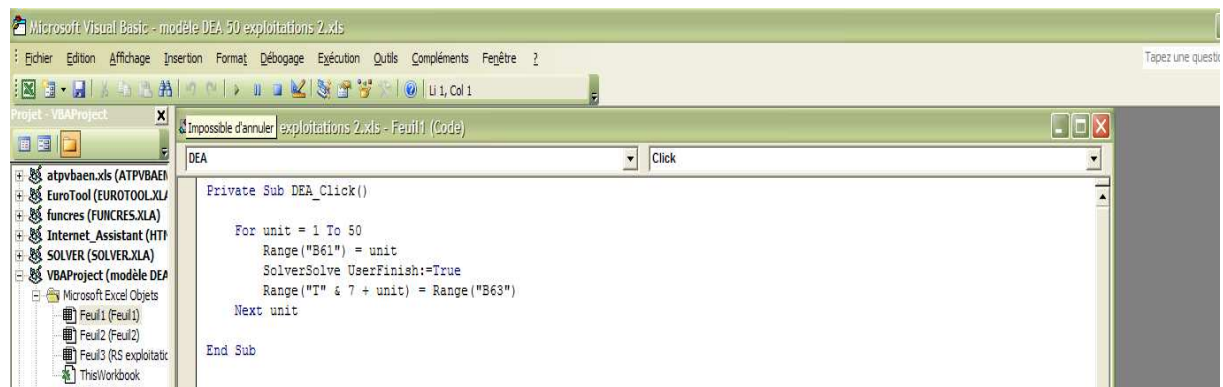 Microsoft Visual Basic - modèle DEA 50 exploitations 2.xls
Fichier Edition Affichage Insertion Format Débogage Exécution Outils Compléments Fenêtre ?
Tapez une questio
Li 1, Col 1
Projet - VBAProject
Impossible d'annuler exploitations 2.xls - Feuil1 (Code)
DEA Click
atpvbaen.xls (ATPVBAEN
EuroTool (EUROTOOL.XLA
funcres (FUNCRES.XLA)
Internet_Assistant (HTM
SOLVER (SOLVER.XLA)
VBAProject (modèle DEA
Microsoft Excel Objets
Feuil1 (Feuil1)
Feuil2 (Feuil2)
Feuil3 (RS exploitatic
ThisWorkbook
Private Sub DEA_Click()
For unit = 1 To 50
Range("B61") = unit
SolverSolve UserFinish:=True
Range("T" & 7 + unit) = Range("B63")
Next unit
End Sub